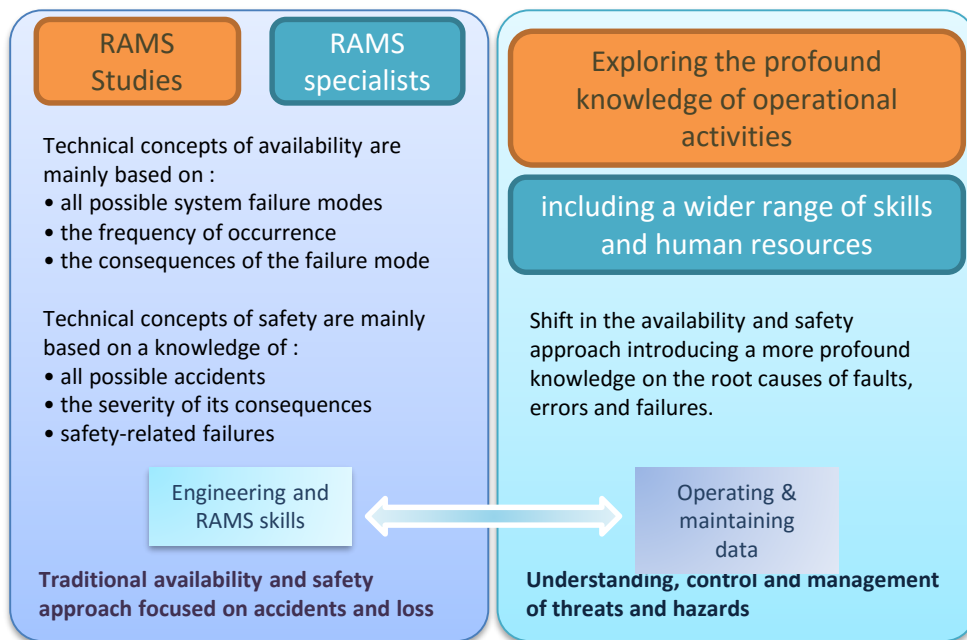 RAMS
Studies
RAMS
specialists
Technical concepts of availability are
mainly based on :
• all possible system failure modes
• the frequency of occurrence
• the consequences of the failure mode
Technical concepts of safety are mainly
based on a knowledge of :
• all possible accidents
• the severity of its consequences
• safety-related failures
Engineering and
RAMS skills
Traditional availability and safety
approach focused on accidents and loss
Exploring the profound
knowledge of operational
activities
including a wider range of skills
and human resources
Shift in the availability and safety
approach introducing a more profound
knowledge on the root causes of faults,
errors and failures.
Operating &
maintaining
data
Understanding, control and management
of threats and hazards